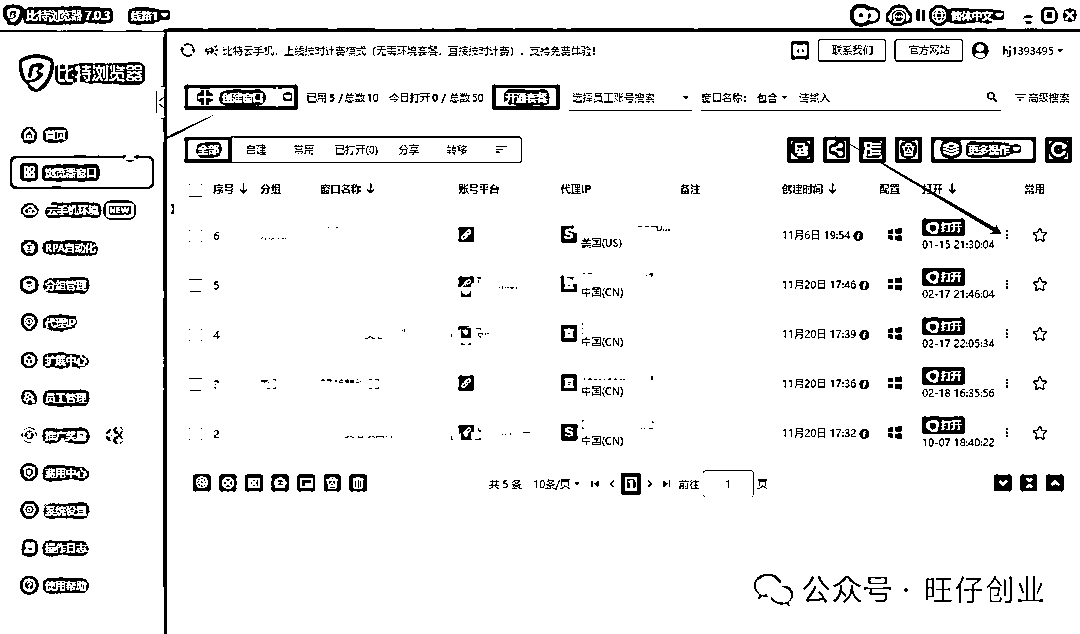 比特浏览器 7.0.3 线路1 简体中文
比特浏览器
比特云手机，上线按时计费模式（无需环境套餐，直接按时计费），支持免费体验！ 联系我们 官方网站 hj1393495
创建窗口 已用 5 / 总数 10 今日打开 0 / 总数 50 开通套餐 选择员工账号搜索 窗口名称： 包含 请输入 高级搜索
全部 自建 常用 已打开(0) 分享 转移 更多操作
首页
浏览器窗口
云手机环境 NEW
RPA自动化
分组管理
代理IP
扩展中心
员工管理
推广奖励
费用中心
系统设置
操作日志
使用帮助
序号 分组 窗口名称 账号平台 代理IP 备注 创建时间 配置 打开 常用
6 美国(US) 11月6日 19:54 打开
01-15 21:30:04
5 中国(CN) 11月20日 17:46 打开
02-17 21:46:04
4 中国(CN) 11月20日 17:39 打开
02-17 22:05:34
中国(CN) 11月20日 17:36 打开
02-18 16:35:56
2 中国(CN) 11月20日 17:32 打开
10-07 18:40:22
共 5 条 10条/页 1 前往 1 页
公众号 · 旺仔创业